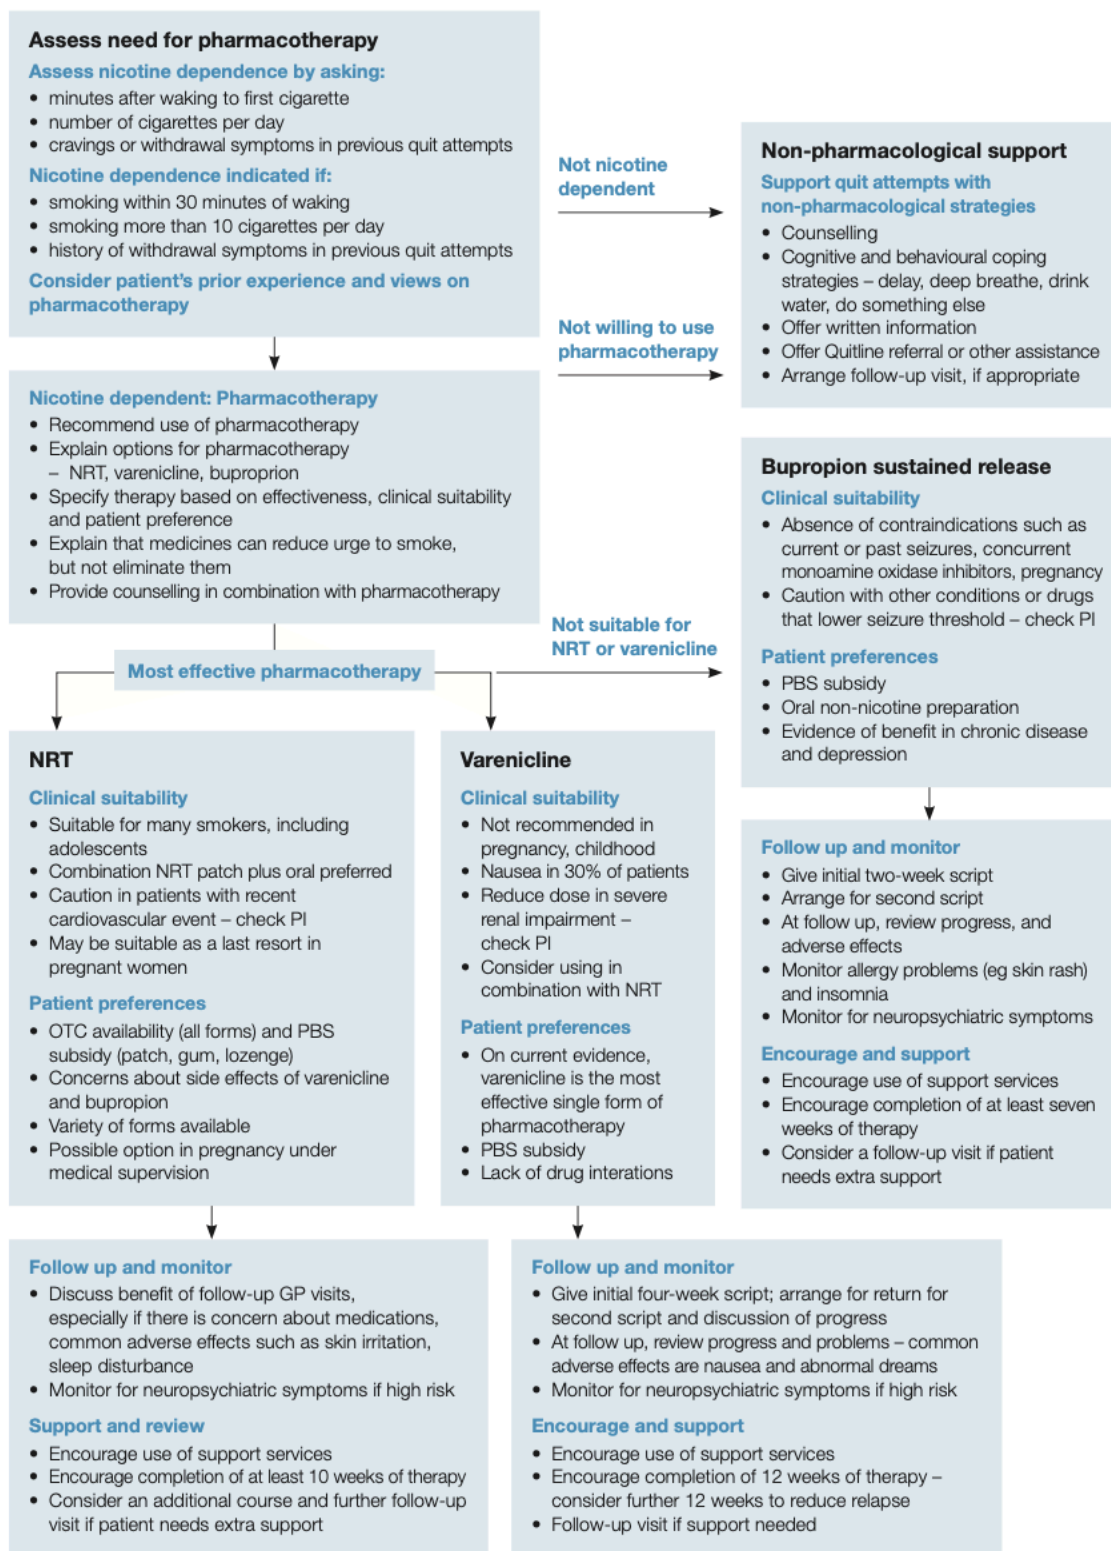 Assess need for pharmacotherapy
Assess nicotine dependence by asking:
• minutes after waking to first cigarette
• number of cigarettes per day
• cravings or withdrawal symptoms in previous quit attempts
Nicotine dependence indicated if:
• smoking within 30 minutes of waking
• smoking more than 10 cigarettes per day
• history of withdrawal symptoms in previous quit attempts
Consider patient's prior experience and views on
pharmacotherapy
Not nicotine
dependent
Not willing to use
pharmacotherapy
Non-pharmacological support
Support quit attempts with
non-pharmacological strategies
• Counselling
• Cognitive and behavioural coping
strategies – delay, deep breathe, drink
water, do something else
• Offer written information
• Offer Quitline referral or other assistance
• Arrange follow-up visit, if appropriate
Nicotine dependent: Pharmacotherapy
• Recommend use of pharmacotherapy
• Explain options for pharmacotherapy
– NRT, varenicline, buproprion
• Specify therapy based on effectiveness, clinical suitability
and patient preference
• Explain that medicines can reduce urge to smoke,
but not eliminate them
• Provide counselling in combination with pharmacotherapy
Most effective pharmacotherapy
Not suitable for
NRT or varenicline
Bupropion sustained release
Clinical suitability
• Absence of contraindications such as
current or past seizures, concurrent
monoamine oxidase inhibitors, pregnancy
• Caution with other conditions or drugs
that lower seizure threshold – check PI
Patient preferences
• PBS subsidy
• Oral non-nicotine preparation
• Evidence of benefit in chronic disease
and depression
NRT
Clinical suitability
• Suitable for many smokers, including
adolescents
• Combination NRT patch plus oral preferred
• Caution in patients with recent
cardiovascular event – check PI
• May be suitable as a last resort in
pregnant women
Patient preferences
• OTC availability (all forms) and PBS
subsidy (patch, gum, lozenge)
• Concerns about side effects of varenicline
and bupropion
• Variety of forms available
• Possible option in pregnancy under
medical supervision
Varenicline
Clinical suitability
• Not recommended in
pregnancy, childhood
• Nausea in 30% of patients
• Reduce dose in severe
renal impairment –
check PI
• Consider using in
combination with NRT
Patient preferences
• On current evidence,
varenicline is the most
effective single form of
pharmacotherapy
• PBS subsidy
• Lack of drug interations
Follow up and monitor
• Give initial two-week script
• Arrange for second script
• At follow up, review progress, and
adverse effects
• Monitor allergy problems (eg skin rash)
and insomnia
• Monitor for neuropsychiatric symptoms
Encourage and support
• Encourage use of support services
• Encourage completion of at least seven
weeks of therapy
• Consider a follow-up visit if patient
needs extra support
Follow up and monitor
• Discuss benefit of follow-up GP visits,
especially if there is concern about medications,
common adverse effects such as skin irritation,
sleep disturbance
• Monitor for neuropsychiatric symptoms if high risk
Support and review
• Encourage use of support services
• Encourage completion of at least 10 weeks of therapy
• Consider an additional course and further follow-up
visit if patient needs extra support
Follow up and monitor
• Give initial four-week script; arrange for return for
second script and discussion of progress
• At follow up, review progress and problems – common
adverse effects are nausea and abnormal dreams
• Monitor for neuropsychiatric symptoms if high risk
Encourage and support
• Encourage use of support services
• Encourage completion of 12 weeks of therapy –
consider further 12 weeks to reduce relapse
• Follow-up visit if support needed